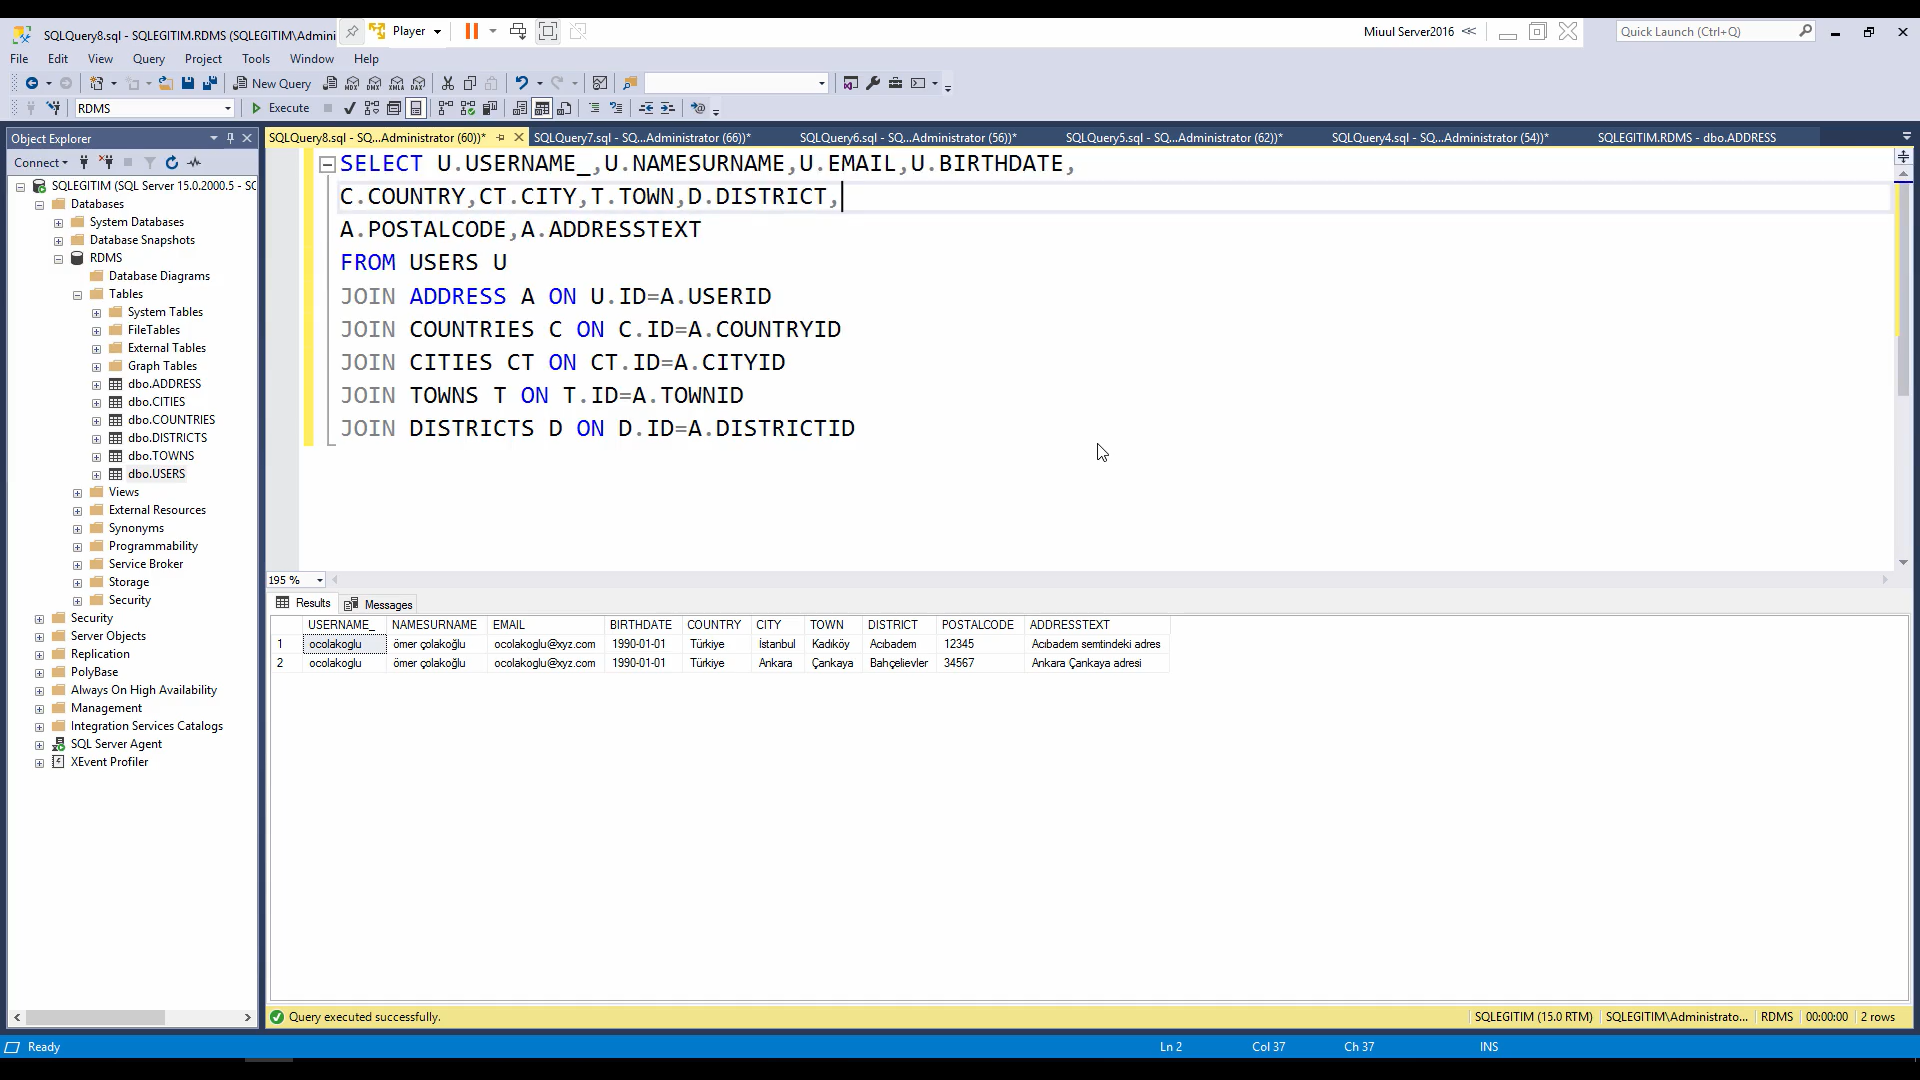 SQLQuery8.sql - SQLEGITIM.RDMS (SQLEGITIM\Admini
Player
Miuul Server2016
Quick Launch (Ctrl+Q)
File Edit View Query Project Tools Window Help
New Query
RDMS
Execute
Object Explorer
SQLQuery8.sql - SQ...Administrator (60))*
SQLQuery7.sql - SQ...Administrator (66))*
SQLQuery6.sql - SQ...Administrator (56))*
SQLQuery5.sql - SQ...Administrator (62))*
SQLQuery4.sql - SQ...Administrator (54))*
SQLEGITIM.RDMS - dbo.ADDRESS
Connect
SQLEGITIM (SQL Server 15.0.2000.5 - SC
Databases
System Databases
Database Snapshots
RDMS
Database Diagrams
Tables
System Tables
FileTables
External Tables
Graph Tables
dbo.ADDRESS
dbo.CITIES
dbo.COUNTRIES
dbo.DISTRICTS
dbo.TOWNS
dbo.USERS
Views
External Resources
Synonyms
Programmability
Service Broker
Storage
Security
Security
Server Objects
Replication
PolyBase
Always On High Availability
Management
Integration Services Catalogs
SQL Server Agent
XEvent Profiler
SELECT U.USERNAME_,U.NAMESURNAME,U.EMAIL,U.BIRTHDATE,
C.COUNTRY,CT.CITY,T.TOWN,D.DISTRICT,
A.POSTALCODE,A.ADDRESSTEXT
FROM USERS U
JOIN ADDRESS A ON U.ID=A.USERID
JOIN COUNTRIES C ON C.ID=A.COUNTRYID
JOIN CITIES CT ON CT.ID=A.CITYID
JOIN TOWNS T ON T.ID=A.TOWNID
JOIN DISTRICTS D ON D.ID=A.DISTRICTID
195 %
Results Messages
USERNAME_ NAMESURNAME EMAIL BIRTHDATE COUNTRY CITY TOWN DISTRICT POSTALCODE ADDRESSTEXT
1 ocolakoglu ömer çolakoğlu ocolakoglu@xyz.com 1990-01-01 Türkiye İstanbul Kadıköy Acıbadem 12345 Acıbadem semtindeki adres
2 ocolakoglu ömer çolakoğlu ocolakoglu@xyz.com 1990-01-01 Türkiye Ankara Çankaya Bahçelievler 34567 Ankara Çankaya adresi
Query executed successfully.
SQLEGITIM (15.0 RTM) SQLEGITIM\Administrato... RDMS 00:00:00 2 rows
Ready
Ln 2 Col 37 Ch 37 INS